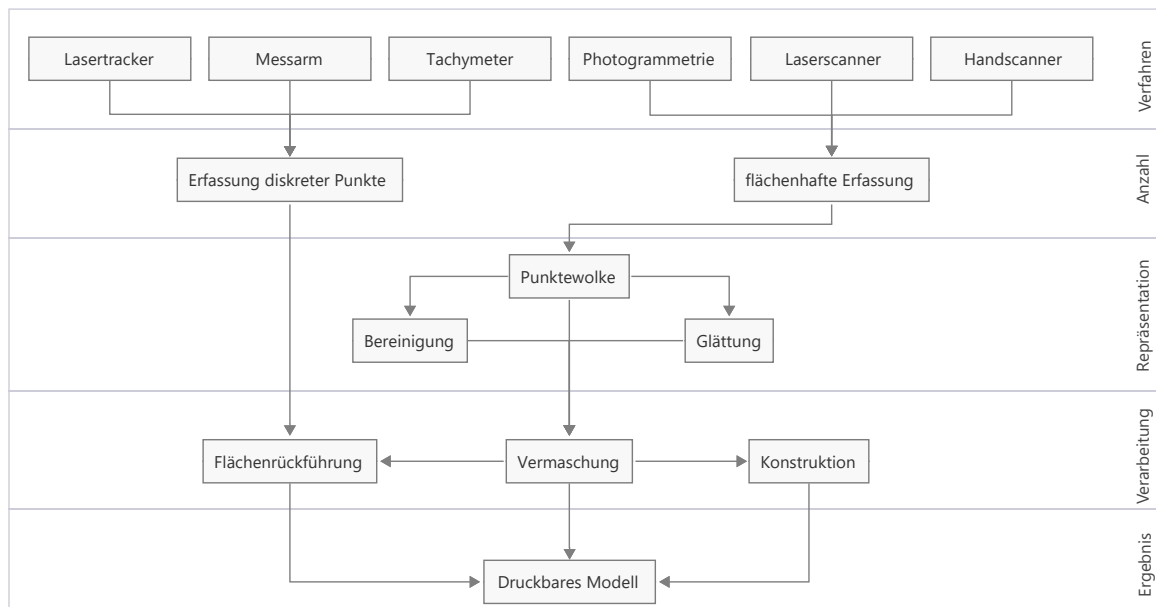 Lasertracker
Messarm
Tachymeter
Photogrammetrie
Laserscanner
Handscanner
Verfahren
Erfassung diskreter Punkte
flächenhafte Erfassung
Anzahl
Punktewolke
Bereinigung
Glättung
Repräsentation
Flächenrückführung
Vermaschung
Konstruktion
Verarbeitung
Druckbares Modell
Ergebnis